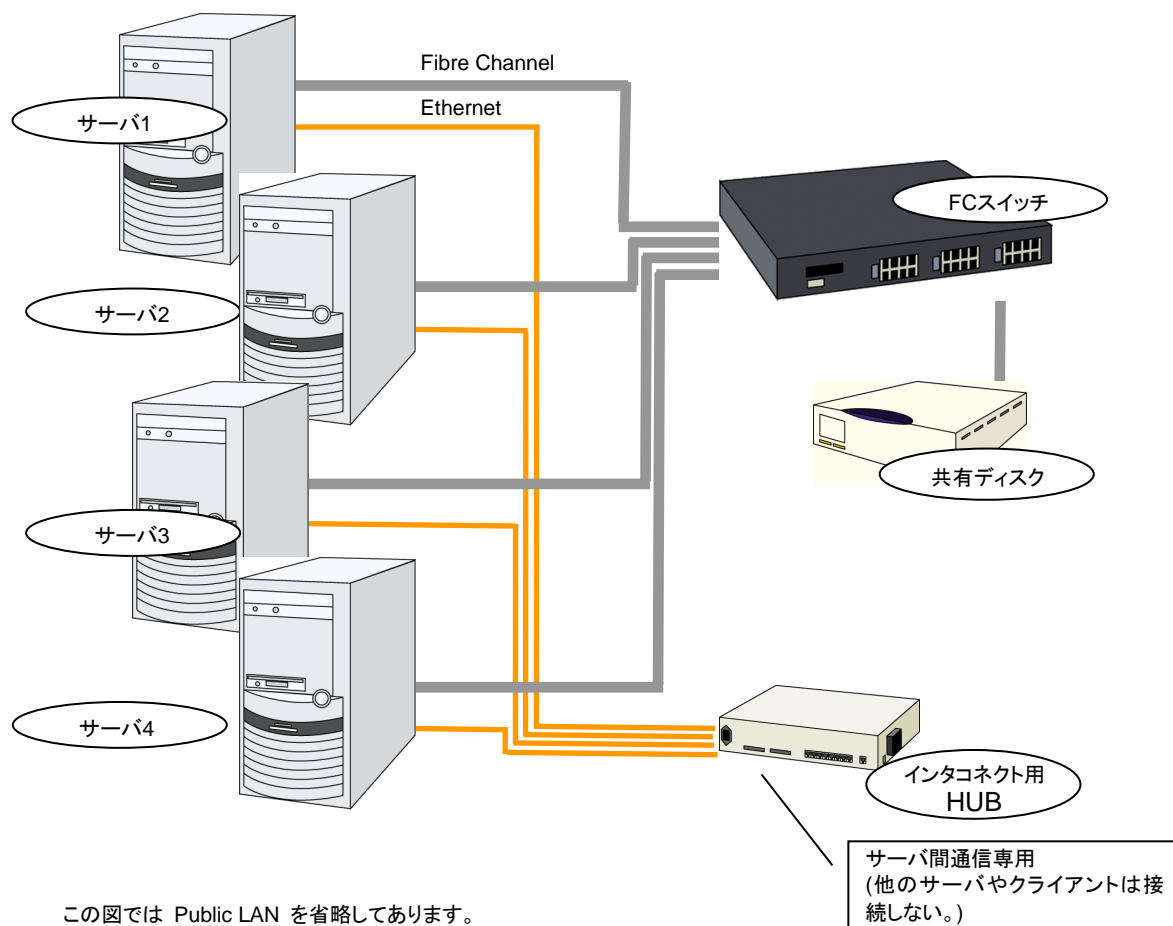 Fibre Channel
Ethernet
サーバ1
FCスイッチ
サーバ2
共有ディスク
サーバ3
サーバ4
インタコネクト用
HUB
サーバ間通信専用
(他のサーバやクライアントは接
続しない。)
この図では Public LAN を省略してあります。